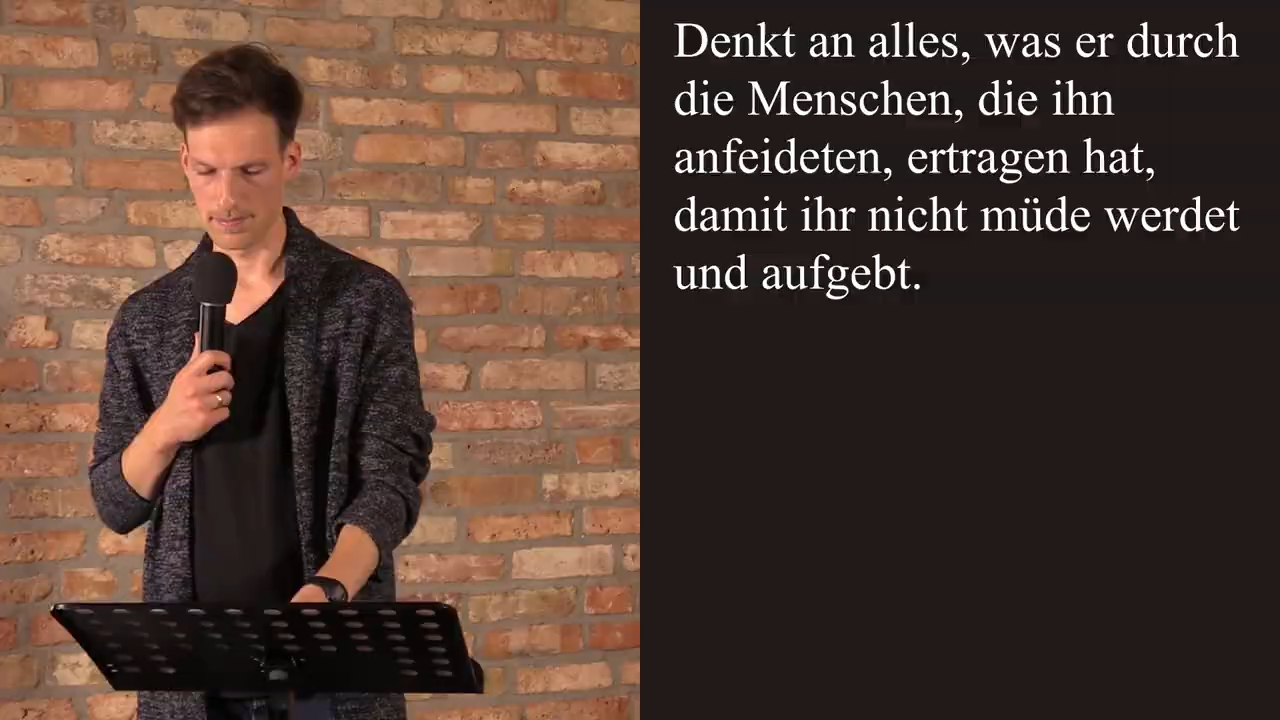 Denkt an alles, was er durch
die Menschen, die ihn
anfeideten, ertragen hat,
damit ihr nicht müde werdet
und aufgebt.